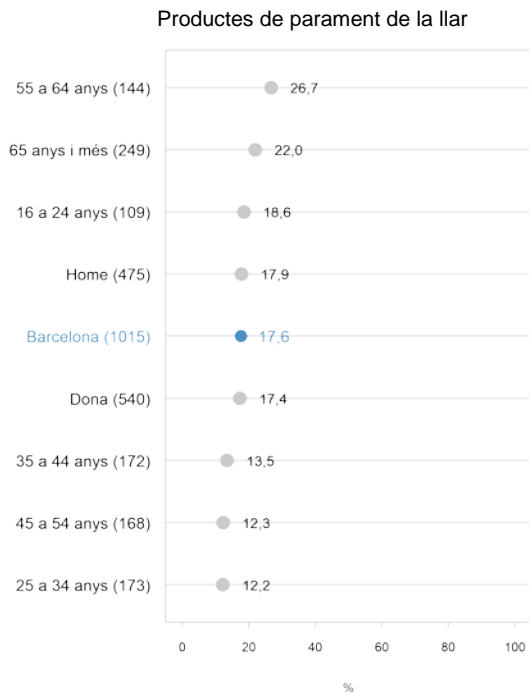 Productes de parament de la llar
55 a 64 anys (144) 26,7
65 anys i més (249) 22,0
16 a 24 anys (109) 18,6
Home (475) 17,9
Barcelona (1015) 17,6
Dona (540) 17,4
35 a 44 anys (172) 13,5
45 a 54 anys (168) 12,3
25 a 34 anys (173) 12,2
0 20 40 60 80 100
%